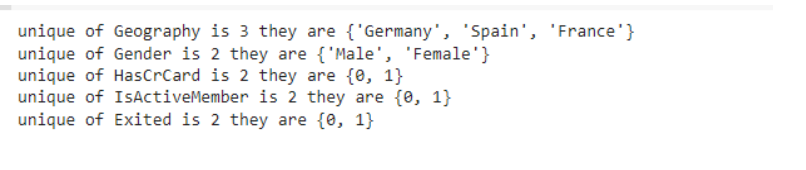 unique of Geography is 3 they are {'Germany', 'Spain', 'France'}
unique of Gender is 2 they are {'Male', 'Female'}
unique of HasCrCard is 2 they are {0, 1}
unique of IsActiveMember is 2 they are {0, 1}
unique of Exited is 2 they are {0, 1}